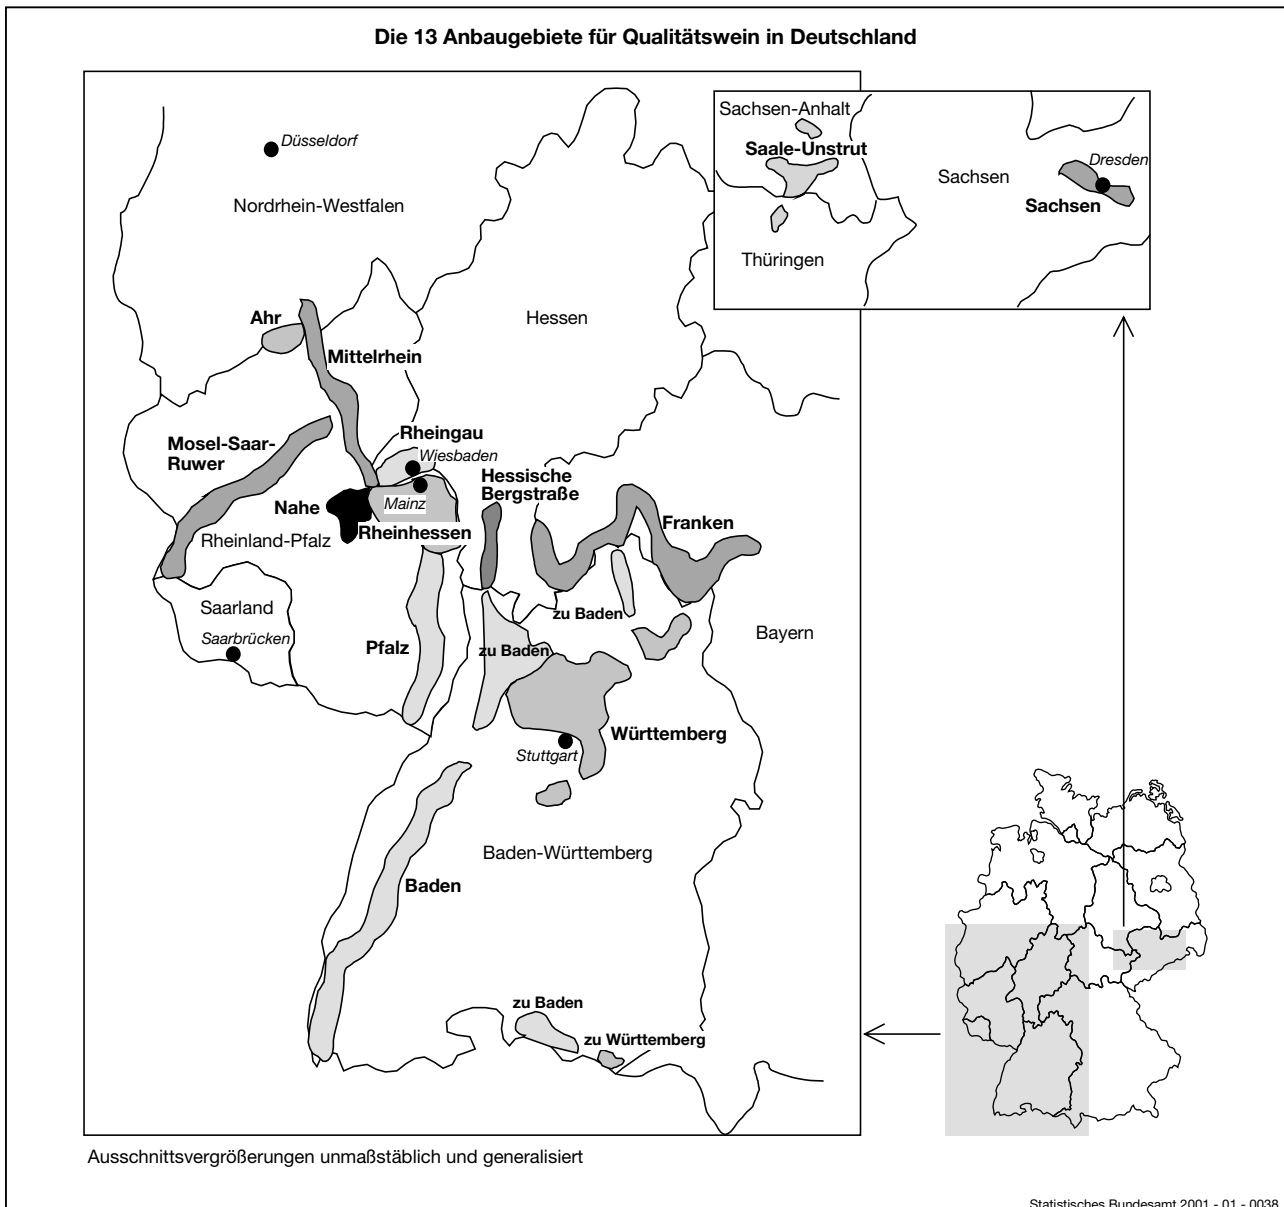 Die 13 Anbaugebiete für Qualitätswein in Deutschland
Sachsen-Anhalt
Saale-Unstrut
Sachsen
Dresden
Sachsen
Thüringen
Düsseldorf
Nordrhein-Westfalen
Hessen
Ahr
Mittelrhein
Mosel-Saar-
Ruwer
Rheingau
Wiesbaden
Hessische
Bergstraße
Nahe
Mainz
Rheinhessen
Franken
Rheinland-Pfalz
Saarland
Saarbrücken
Pfalz
zu Baden
zu Baden
Bayern
Württemberg
Stuttgart
Baden-Württemberg
Baden
zu Baden
zu Württemberg
Ausschnittsvergrößerungen unmaßstäblich und generalisiert
Statistisches Bundesamt 2001 - 01 - 0038